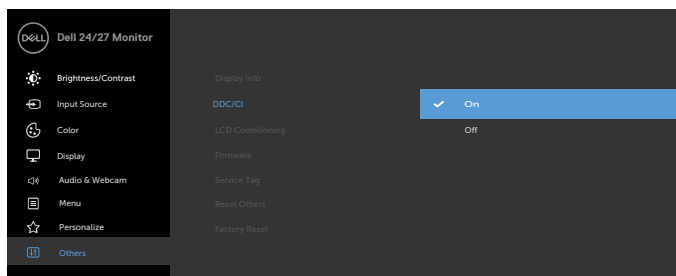 DELL Dell 24/27 Monitor
Brightness/Contrast
Input Source
Color
Display
Audio & Webcam
Menu
Personalize
Others
Display Info
DDC/CI
LCD Conditioning
Firmware
Service Tag
Reset Others
Factory Reset
On
Off